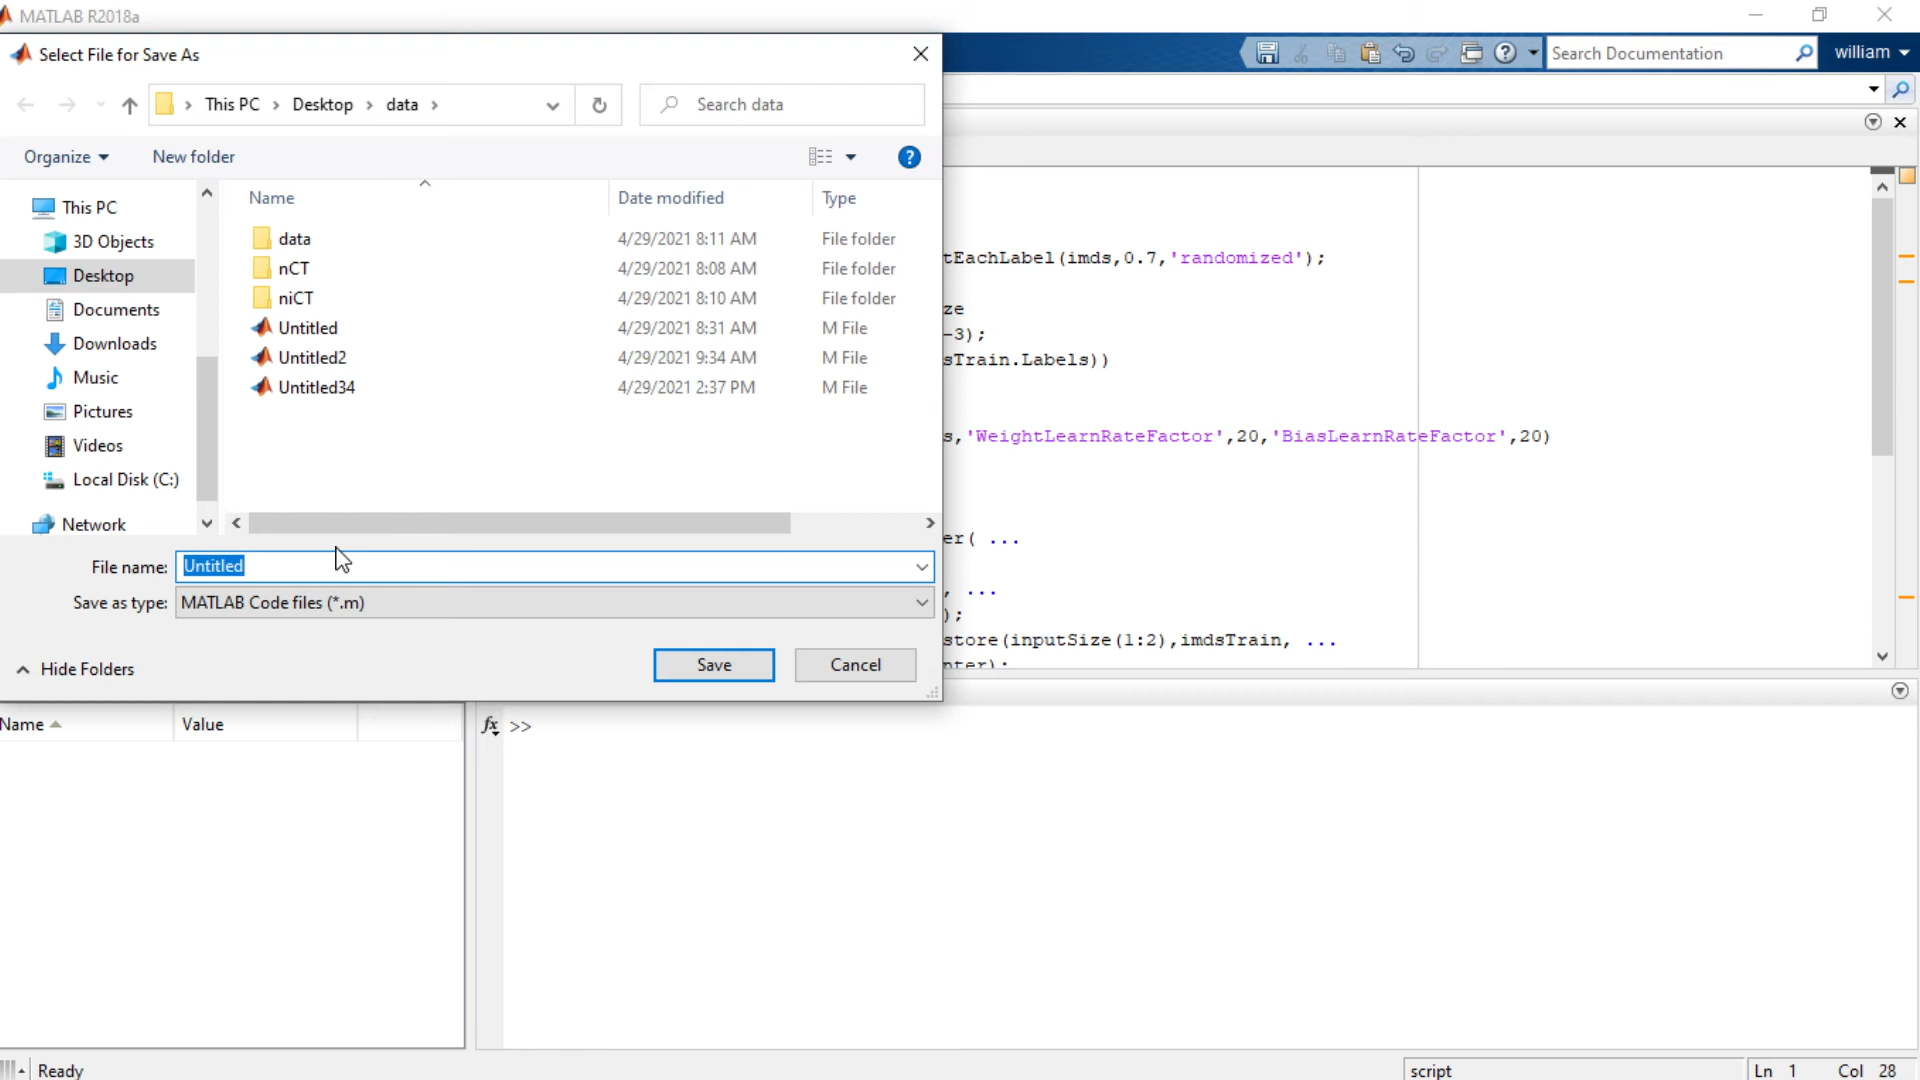 MATLAB R2018a
Select File for Save As
Search Documentation
william
This PC > Desktop > data >
Search data
Organize
New folder
Name Date modified Type
This PC
3D Objects
Desktop
Documents
Downloads
Music
Pictures
Videos
Local Disk (C:)
Network
data 4/29/2021 8:11 AM File folder
nCT 4/29/2021 8:08 AM File folder
niCT 4/29/2021 8:10 AM File folder
Untitled 4/29/2021 8:31 AM M File
Untitled2 4/29/2021 9:34 AM M File
Untitled34 4/29/2021 2:37 PM M File
File name: Untitled
Save as type: MATLAB Code files (*.m)
Hide Folders
Save
Cancel
tEachLabel(imds,0.7,'randomized');
ze
-3);
sTrain.Labels))
s,'WeightLearnRateFactor',20,'BiasLearnRateFactor',20)
er( ...
, ...
);
store(inputSize(1:2),imdsTrain, ...
nter);
Name Value
fx >>
Ready
script
Ln 1 Col 28